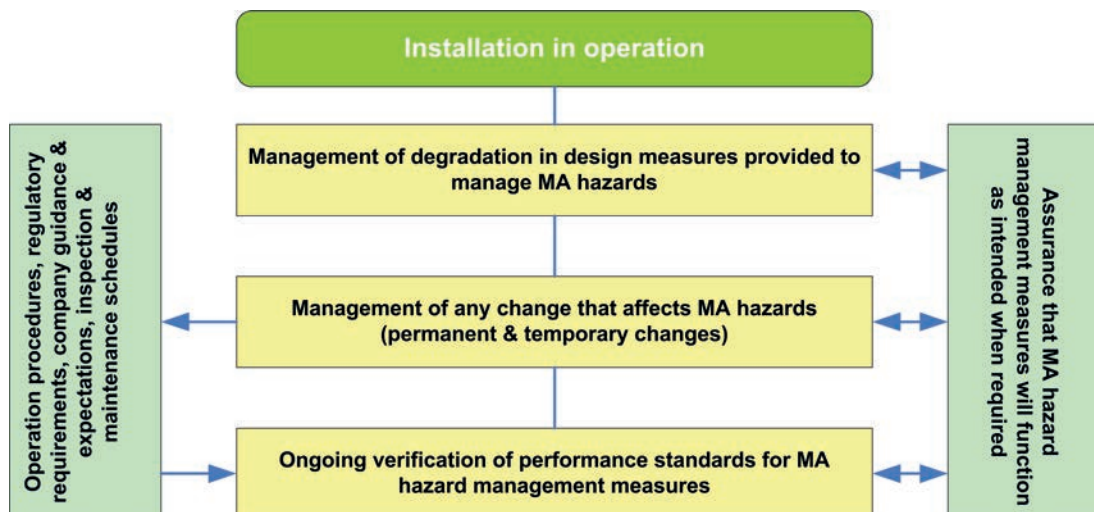 Installation in operation
Operation procedures, regulatory
requirements, company guidance &
expectations, inspection &
maintenance schedules
Management of degradation in design measures provided to
manage MA hazards
Management of any change that affects MA hazards
(permanent & temporary changes)
Ongoing verification of performance standards for MA
hazard management measures
Assurance that MA hazard
management measures will function
as intended when required